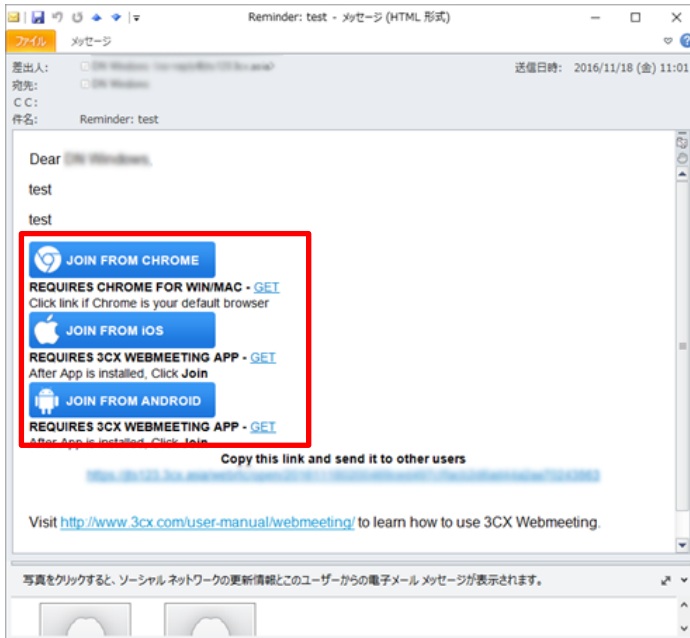 Reminder: test - メッセージ (HTML 形式)
ファイル メッセージ
差出人: 送信日時: 2016/11/18 (金) 11:01
宛先:
CC:
件名: Reminder: test
Dear
test
test
JOIN FROM CHROME
REQUIRES CHROME FOR WIN/MAC - GET
Click link if Chrome is your default browser
JOIN FROM iOS
REQUIRES 3CX WEBMEETING APP - GET
After App is installed, Click Join
JOIN FROM ANDROID
REQUIRES 3CX WEBMEETING APP - GET
After App is installed, Click Join
Copy this link and send it to other users
Visit http://www.3cx.com/user-manual/webmeeting/ to learn how to use 3CX Webmeeting.
写真をクリックすると、ソーシャル ネットワークの更新情報とこのユーザーからの電子メール メッセージが表示されます。